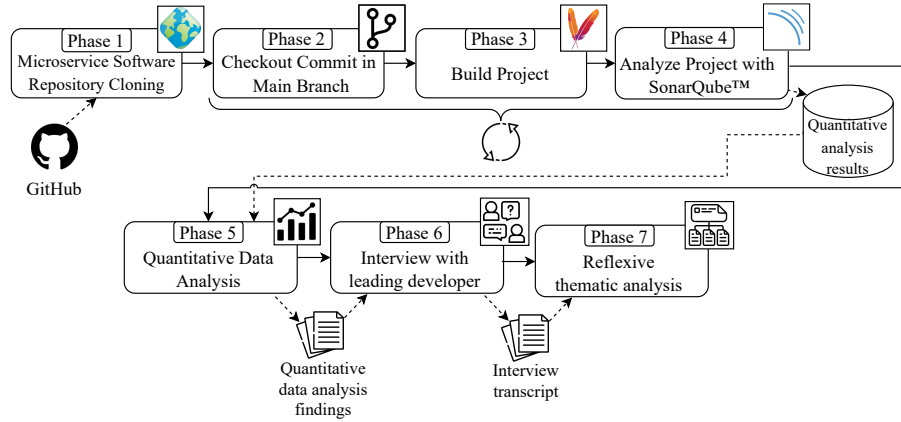 Phase 1
Microservice Software
Repository Cloning
Phase 2
Checkout Commit in
Main Branch
Phase 3
Build Project
Phase 4
Analyze Project with
SonarQube™
GitHub
Quantitative
analysis
results
Phase 5
Quantitative Data
Analysis
Phase 6
Interview with
leading developer
Phase 7
Reflexive
thematic analysis
Quantitative
data analysis
findings
Interview
transcript